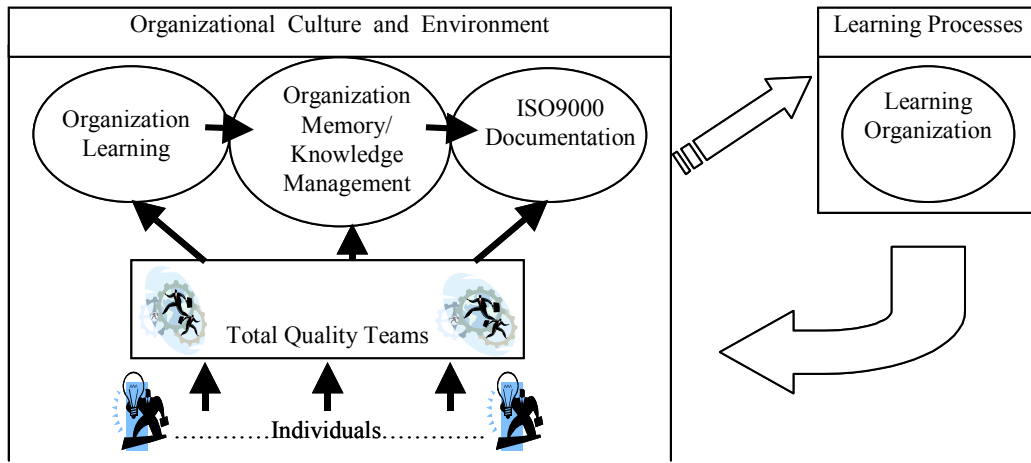 Organizational Culture and Environment
Learning Processes
Organization
Learning
Organization
Memory/
Knowledge
Management
ISO9000
Documentation
Learning
Organization
Total Quality Teams
.........Individuals............